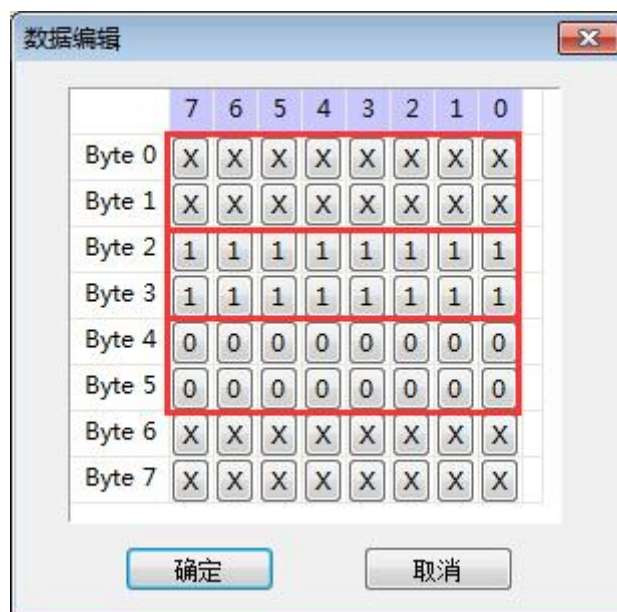 数据编辑
7 6 5 4 3 2 1 0
Byte 0 X X X X X X X X
Byte 1 X X X X X X X X
Byte 2 1 1 1 1 1 1 1 1
Byte 3 1 1 1 1 1 1 1 1
Byte 4 0 0 0 0 0 0 0 0
Byte 5 0 0 0 0 0 0 0 0
Byte 6 X X X X X X X X
Byte 7 X X X X X X X X
确定 取消